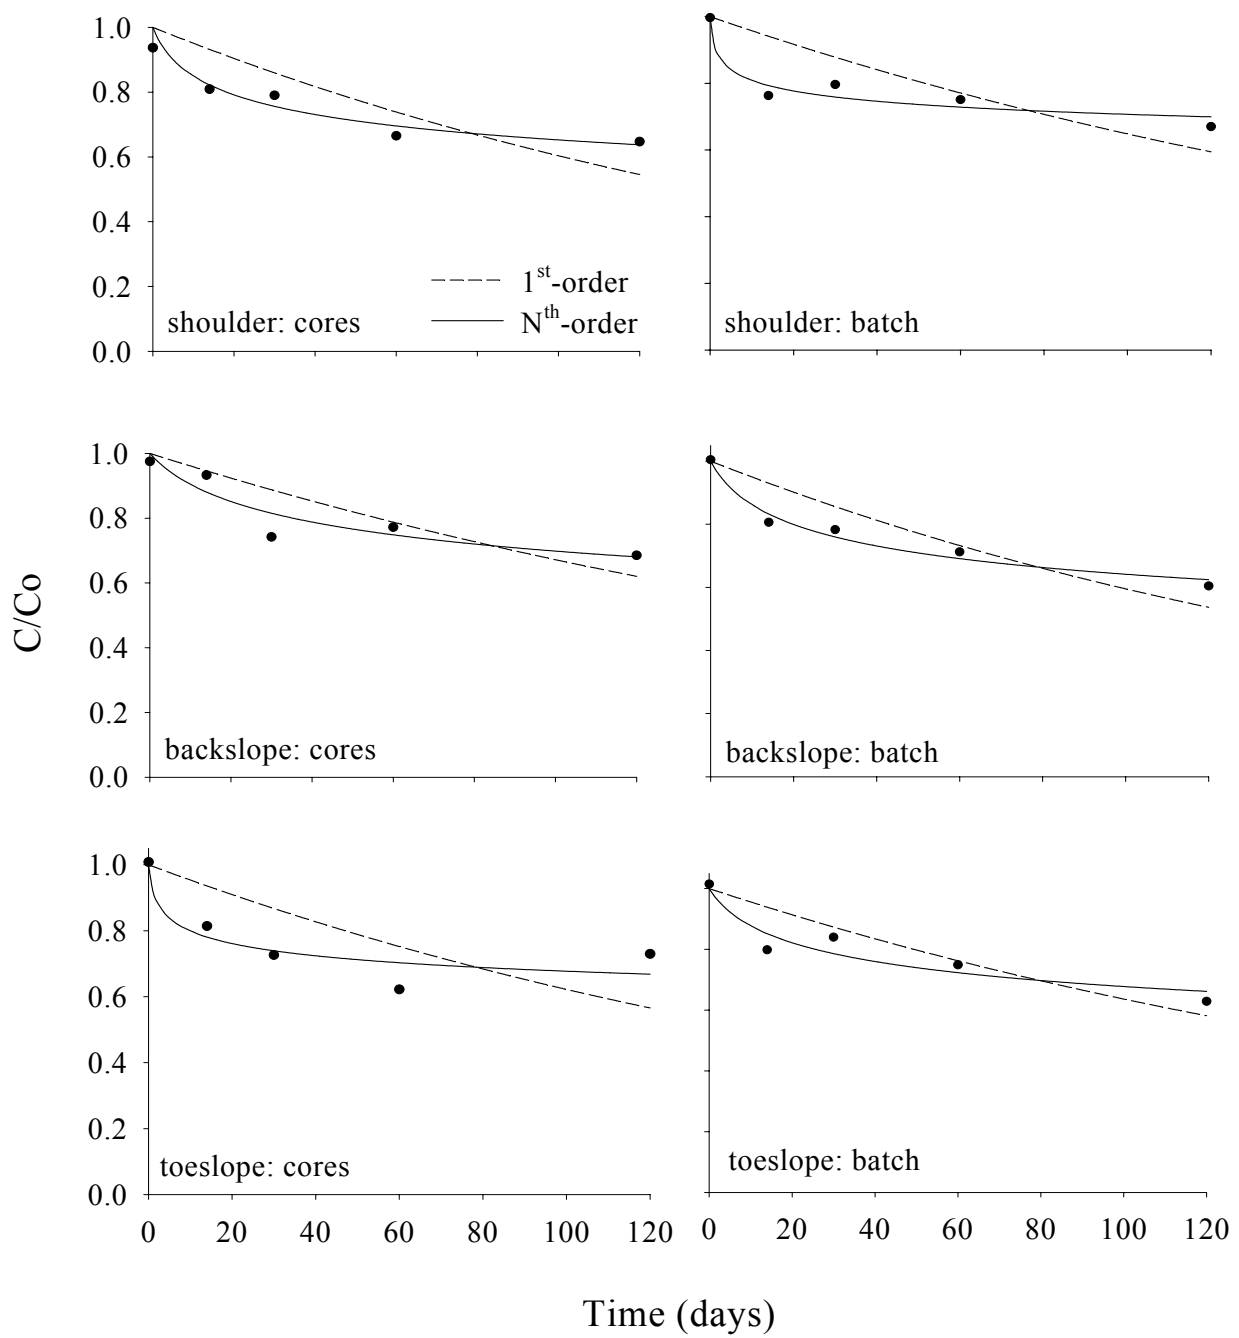 1.0
0.8
0.6
0.4
0.2
0.0
1st-order
Nth-order
shoulder: cores
shoulder: batch
1.0
0.8
0.6
0.4
0.2
0.0
backslope: cores
backslope: batch
C/Co
1.0
0.8
0.6
0.4
0.2
0.0
toeslope: cores
toeslope: batch
0 20 40 60 80 100 120
0 20 40 60 80 100 120
Time (days)